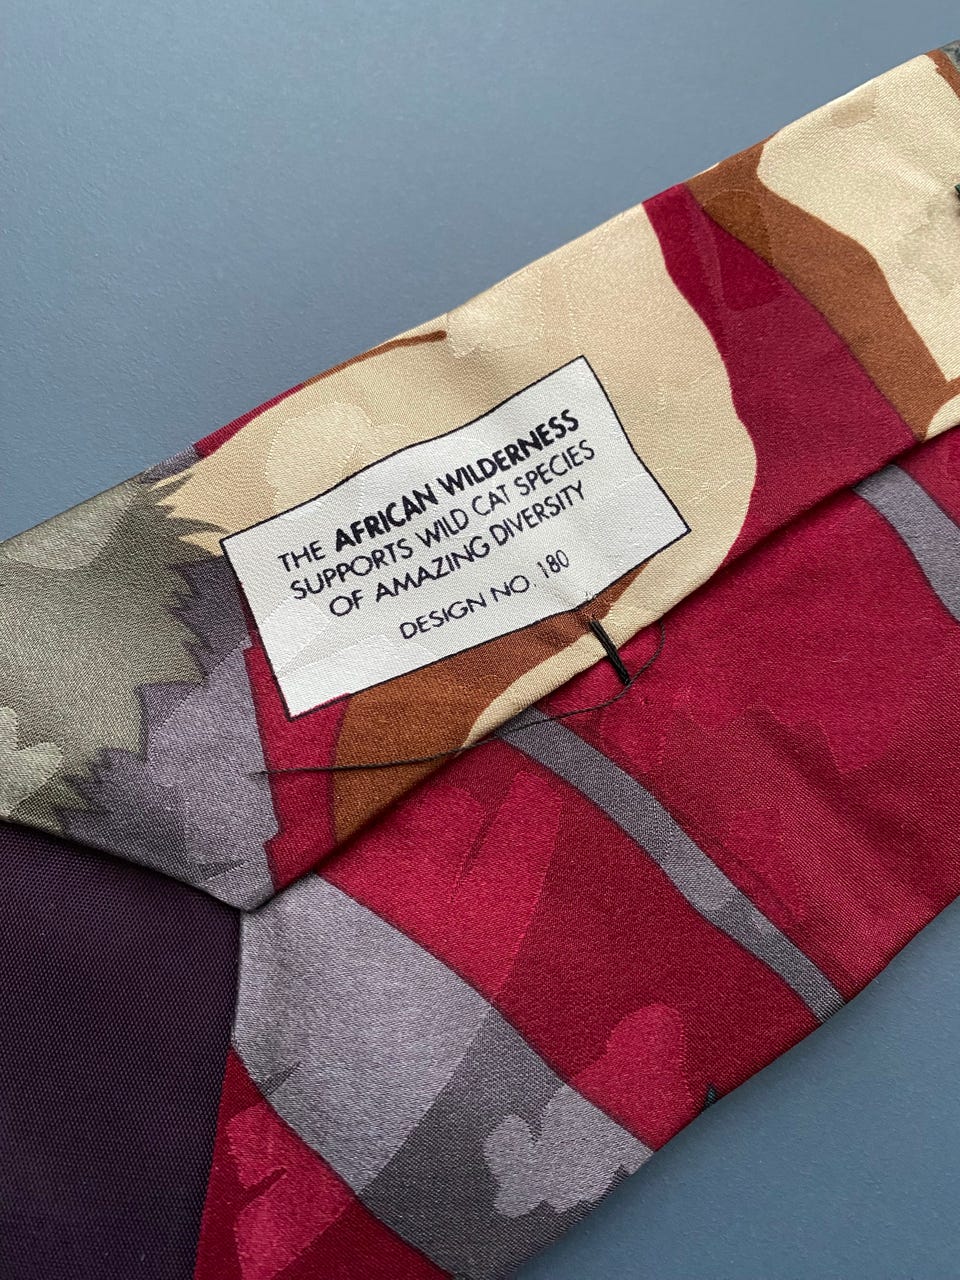 THE AFRICAN WILDERNESS
SUPPORTS WILD CAT SPECIES
OF AMAZING DIVERSITY
DESIGN NO. 180